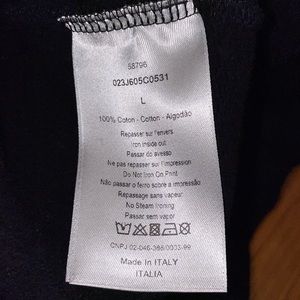 58796
023J605C0531
L
100% Coton - Cotton - Algodão
Repasser sur l'envers
Iron inside out
Passar do avesso
Ne pas repasser sur l'impression
Do Not Iron On Print
Não passar o ferro sobre a impressão
Repassage sans vapeur
No Steam Ironing
Passar sem vapor
CNPJ 02-046-386/0003-99
Made In ITALY
ITALIA